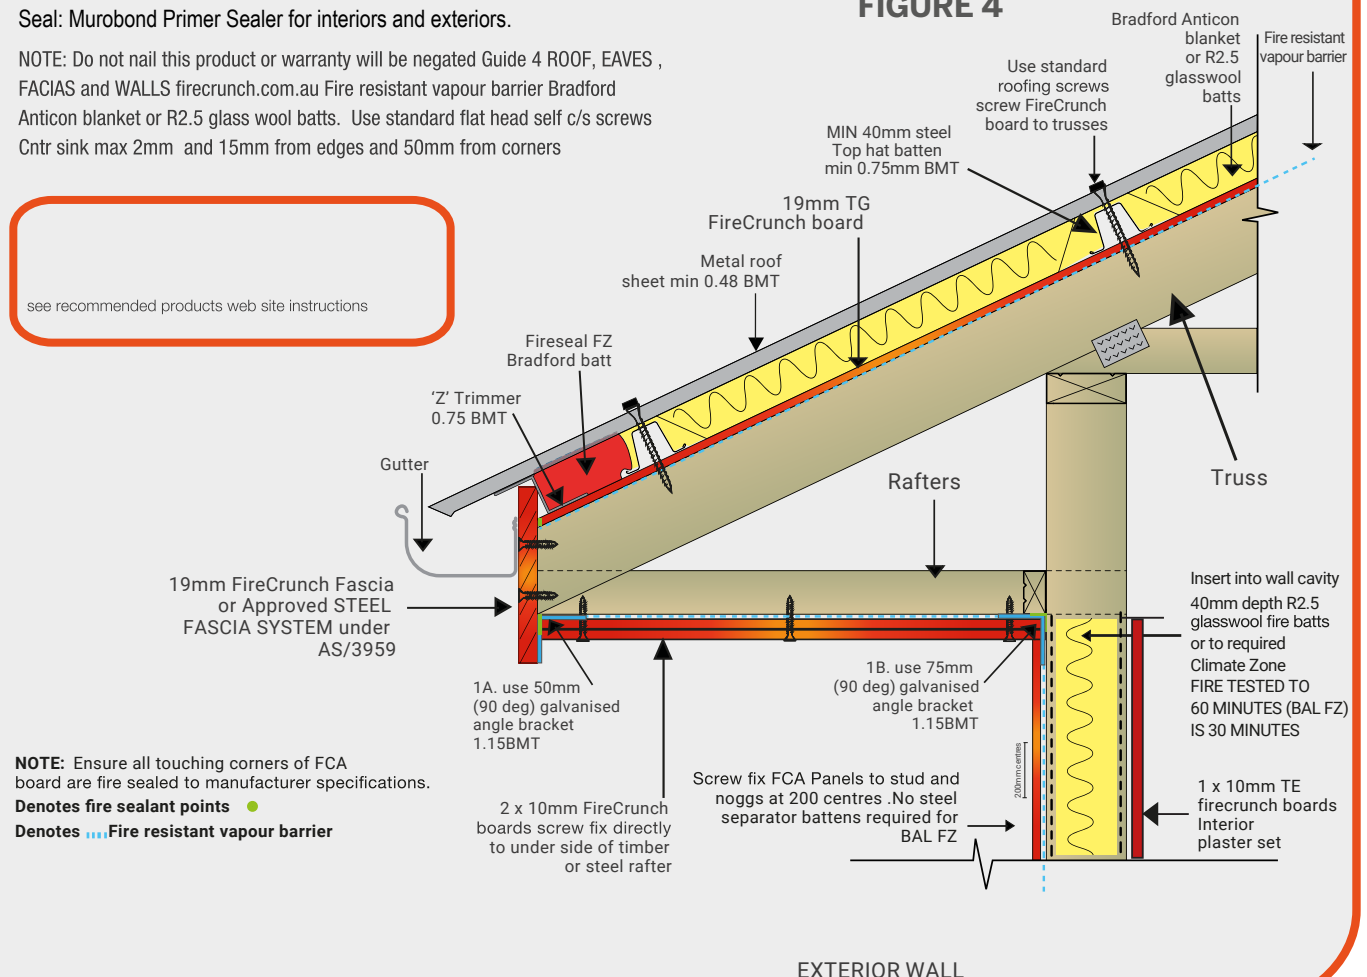 Seal: Murobond Primer Sealer for interiors and exteriors.
NOTE: Do not nail this product or warranty will be negated Guide 4 ROOF, EAVES ,
FACIAS and WALLS firecrunch.com.au Fire resistant vapour barrier Bradford
Anticon blanket or R2.5 glass wool batts. Use standard flat head self c/s screws
Cntr sink max 2mm and 15mm from edges and 50mm from corners
see recommended products web site instructions
FIGURE 4
Bradford Anticon
blanket
or R2.5
glasswool
batts
Fire resistant
vapour barrier
Use standard
roofing screws
screw FireCrunch
board to trusses
MIN 40mm steel
Top hat batten
min 0.75mm BMT
19mm TG
FireCrunch board
Metal roof
sheet min 0.48 BMT
Fireseal FZ
Bradford batt
‘Z’ Trimmer
0.75 BMT
Gutter
Rafters
Truss
19mm FireCrunch Fascia
or Approved STEEL
FASCIA SYSTEM under
AS/3959
Insert into wall cavity
40mm depth R2.5
glasswool fire batts
or to required
Climate Zone
FIRE TESTED TO
60 MINUTES (BAL FZ)
IS 30 MINUTES
1A. use 50mm
(90 deg) galvanised
angle bracket
1.15BMT
1B. use 75mm
(90 deg) galvanised
angle bracket
1.15BMT
NOTE: Ensure all touching corners of FCA
board are fire sealed to manufacturer specifications.
Denotes fire sealant points
Denotes Fire resistant vapour barrier
2 x 10mm FireCrunch
boards screw fix directly
to under side of timber
or steel rafter
Screw fix FCA Panels to stud and
noggs at 200 centres .No steel
separator battens required for
BAL FZ
200mm centres
1 x 10mm TE
firecrunch boards
Interior
plaster set
EXTERIOR WALL